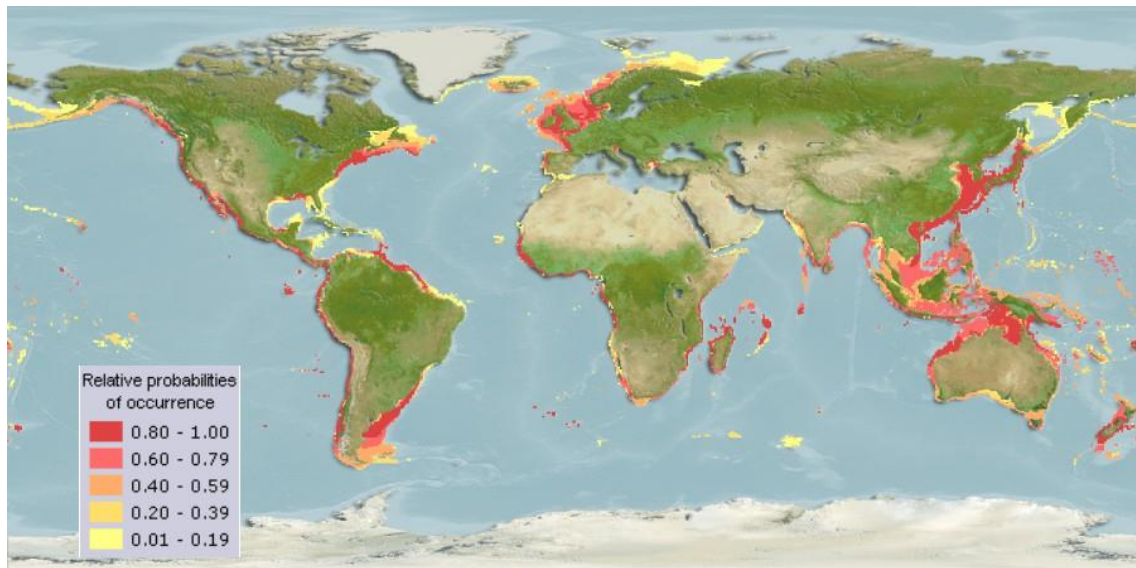 Relative probabilities
of occurrence
0.80 - 1.00
0.60 - 0.79
0.40 - 0.59
0.20 - 0.39
0.01 - 0.19